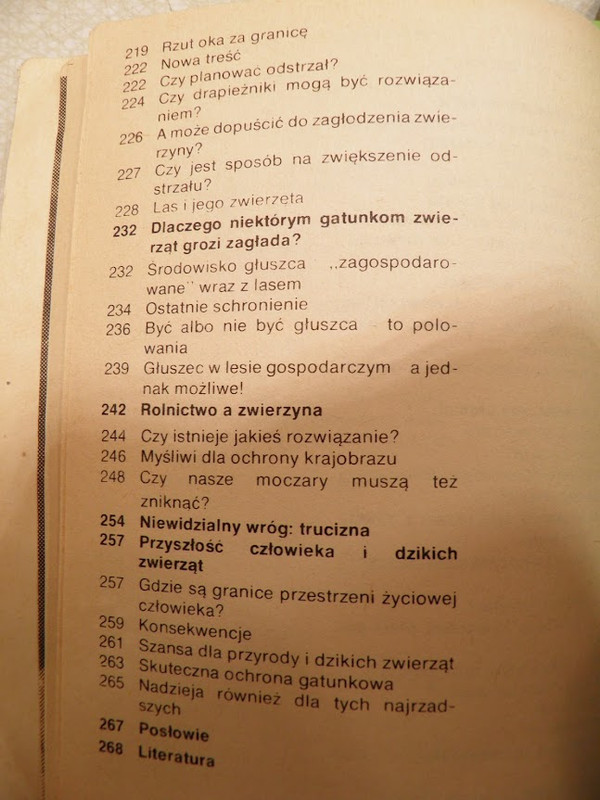 219 Rzut oka za granicę
222 Nowa treść
222 Czy planować odstrzał?
224 Czy drapieżniki mogą być rozwiąza-
niem?
226 A może dopuścić do zagłodzenia zwie-
rzyny?
227 Czy jest sposób na zwiększenie od-
strzału?
228 Las i jego zwierzęta
232 Dlaczego niektórym gatunkom zwie-
rząt grozi zagłada?
232 Środowisko głuszca ,,zagospodaro-
wane'' wraz z lasem
234 Ostatnie schronienie
236 Być albo nie być głuszca - to polo-
wania
239 Głuszec w lesie gospodarczym a jed-
nak możliwe!
242 Rolnictwo a zwierzyna
244 Czy istnieje jakieś rozwiązanie?
246 Myśliwi dla ochrony krajobrazu
248 Czy nasze moczary muszą też
zniknąć?
254 Niewidzialny wróg: trucizna
257 Przyszłość człowieka i dzikich
zwierząt
257 Gdzie są granice przestrzeni życiowej
człowieka?
259 Konsekwencje
261 Szansa dla przyrody i dzikich zwierząt
263 Skuteczna ochrona gatunkowa
265 Nadzieja również dla tych najrzad-
szych
267 Posłowie
268 Literatura